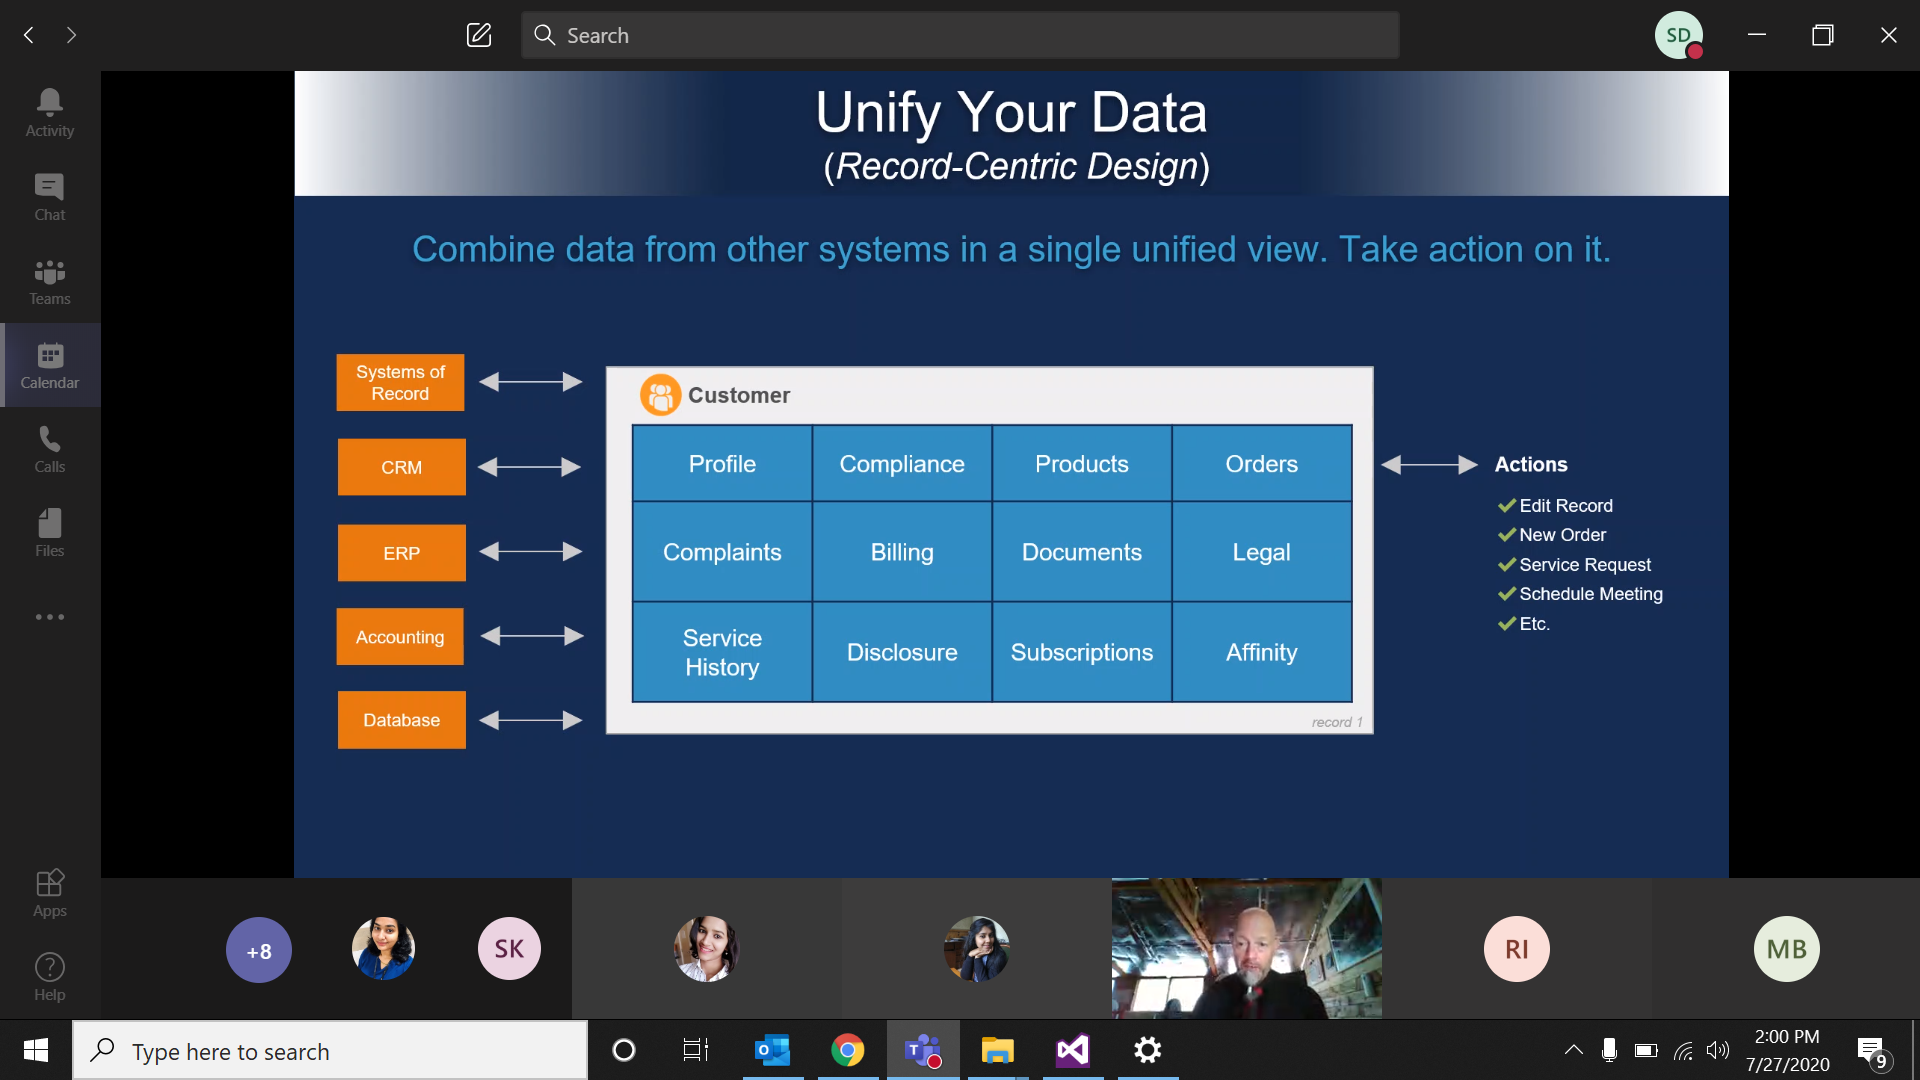 Search
SD
Activity
Chat
Teams
Calendar
Calls
Files
Apps
Help
Unify Your Data
(Record-Centric Design)
Combine data from other systems in a single unified view. Take action on it.
Systems of
Record
CRM
ERP
Accounting
Database
Customer
Profile
Compliance
Products
Orders
Complaints
Billing
Documents
Legal
Service
History
Disclosure
Subscriptions
Affinity
record 1
Actions
Edit Record
New Order
Service Request
Schedule Meeting
Etc.
+8
SK
RI
MB
Type here to search
2:00 PM
7/27/2020
9